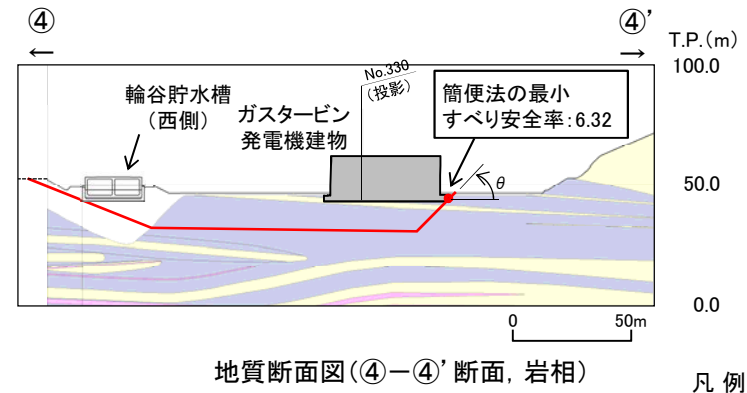 ④
④’
←
→
T.P.(m)
100.0
輪谷貯水槽
(西側)
ガスタービン
発電機建物
No.330
(投影)
簡便法の最小
すべり安全率:6.32
θ
50.0
0.0
0 50m
地質断面図(④-④’断面, 岩相)
凡 例